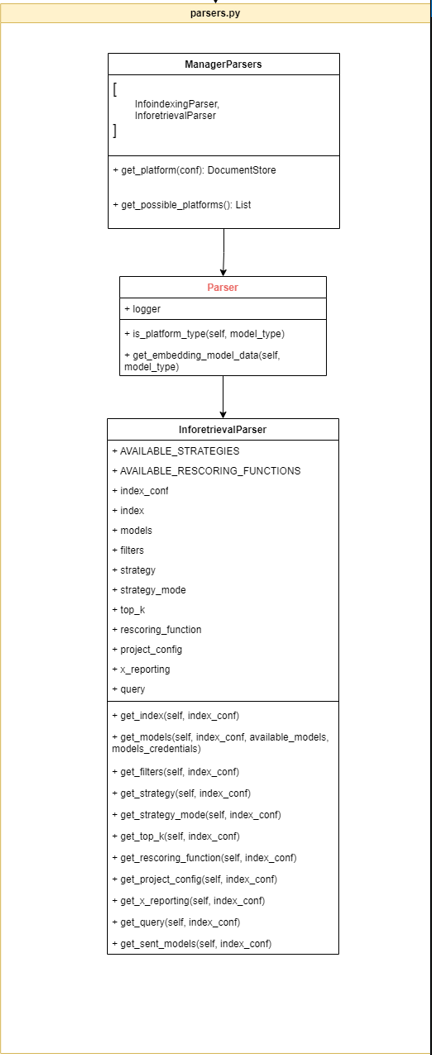 parsers.py
ManagerParsers
[
InfoindexingParser,
InforetrievalParser
]
+ get_platform(conf): DocumentStore
+ get_possible_platforms(): List
Parser
+ logger
+ is_platform_type(self, model_type)
+ get_embedding_model_data(self,
model_type)
InforetrievalParser
+ AVAILABLE_STRATEGIES
+ AVAILABLE_RESCORING_FUNCTIONS
+ index_conf
+ index
+ models
+ filters
+ strategy
+ strategy_mode
+ top_k
+ rescoring_function
+ project_config
+ x_reporting
+ query
+ get_index(self, index_conf)
+ get_models(self, index_conf, available_models,
models_credentials)
+ get_filters(self, index_conf)
+ get_strategy(self, index_conf)
+ get_strategy_mode(self, index_conf)
+ get_top_k(self, index_conf)
+ get_rescoring_function(self, index_conf)
+ get_project_config(self, index_conf)
+ get_x_reporting(self, index_conf)
+ get_query(self, index_conf)
+ get_sent_models(self, index_conf)